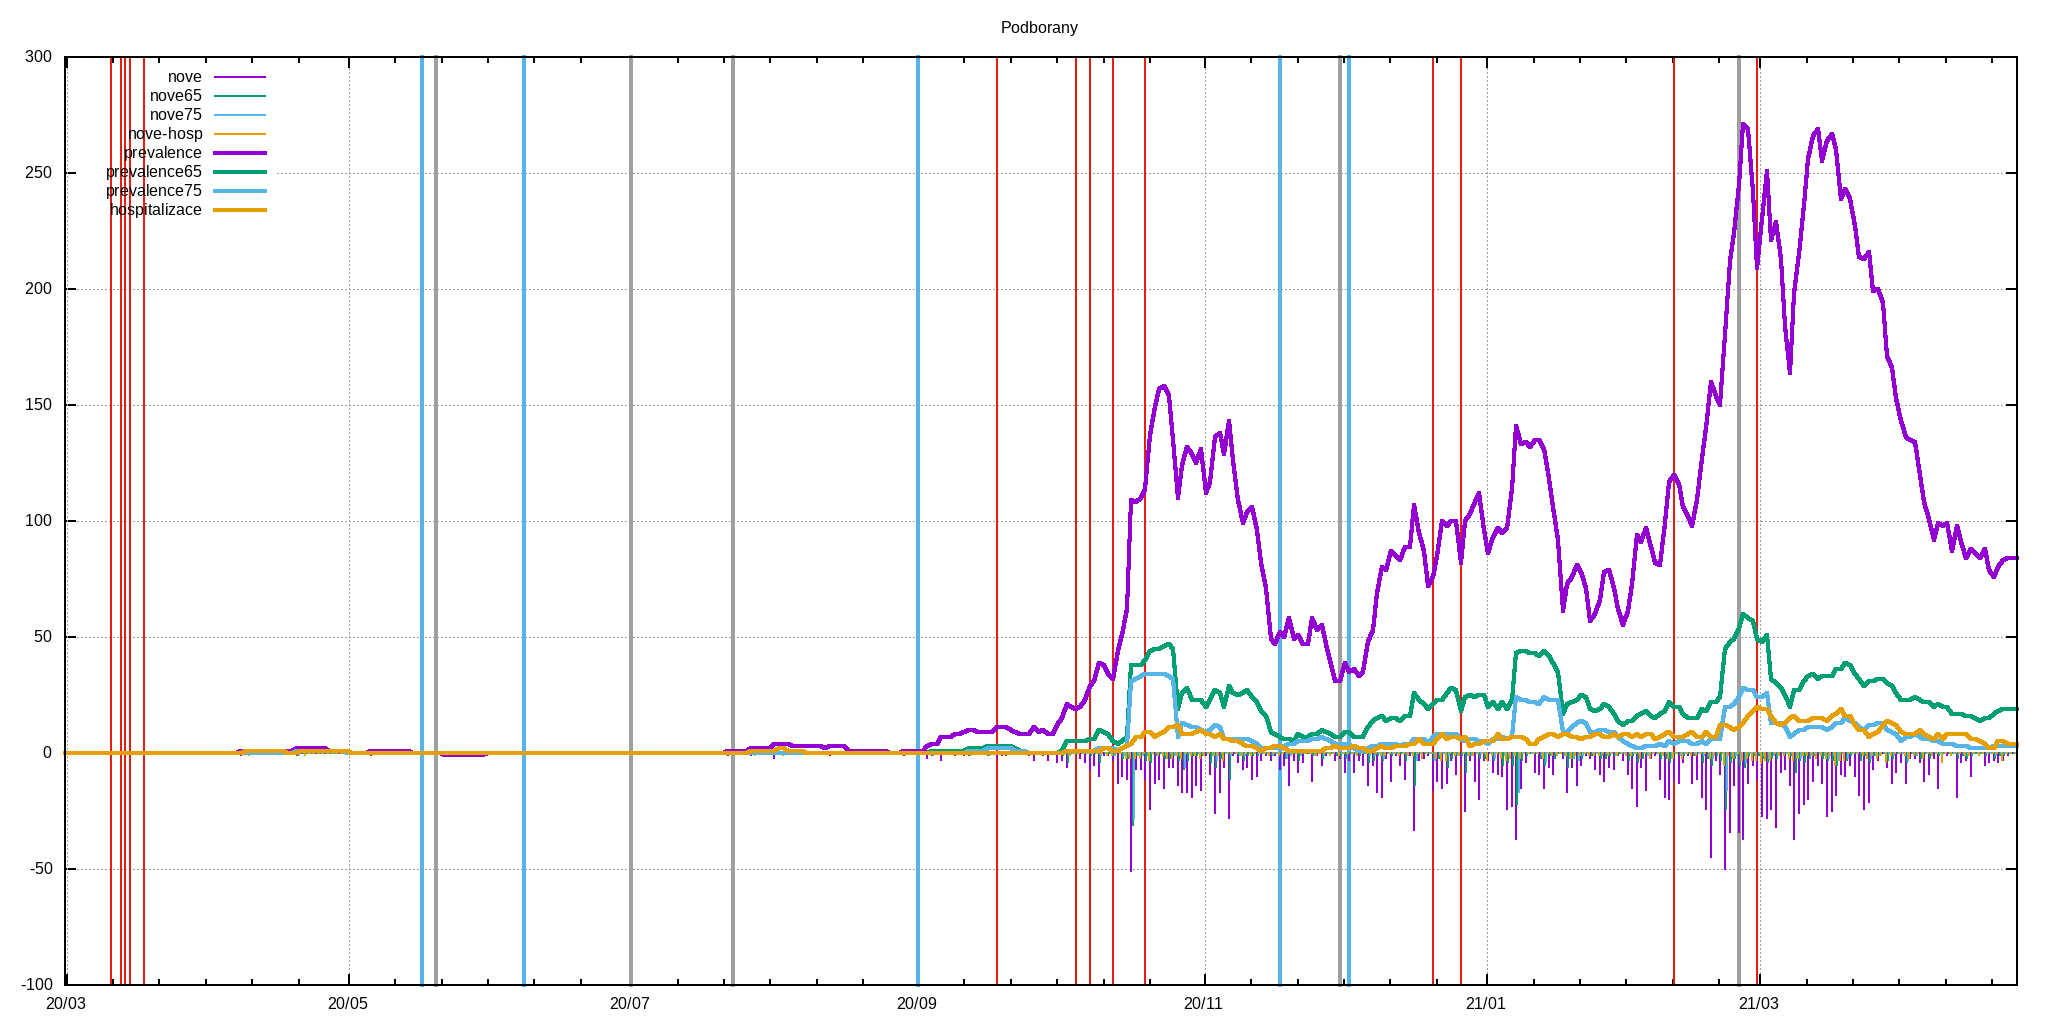 Podborany
300
250
200
150
100
50
0
-50
-100
nove
nove65
nove75
nove-hosp
prevalence
prevalence65
prevalence75
hospitalizace
20/03 20/05 20/07 20/09 20/11 21/01 21/03